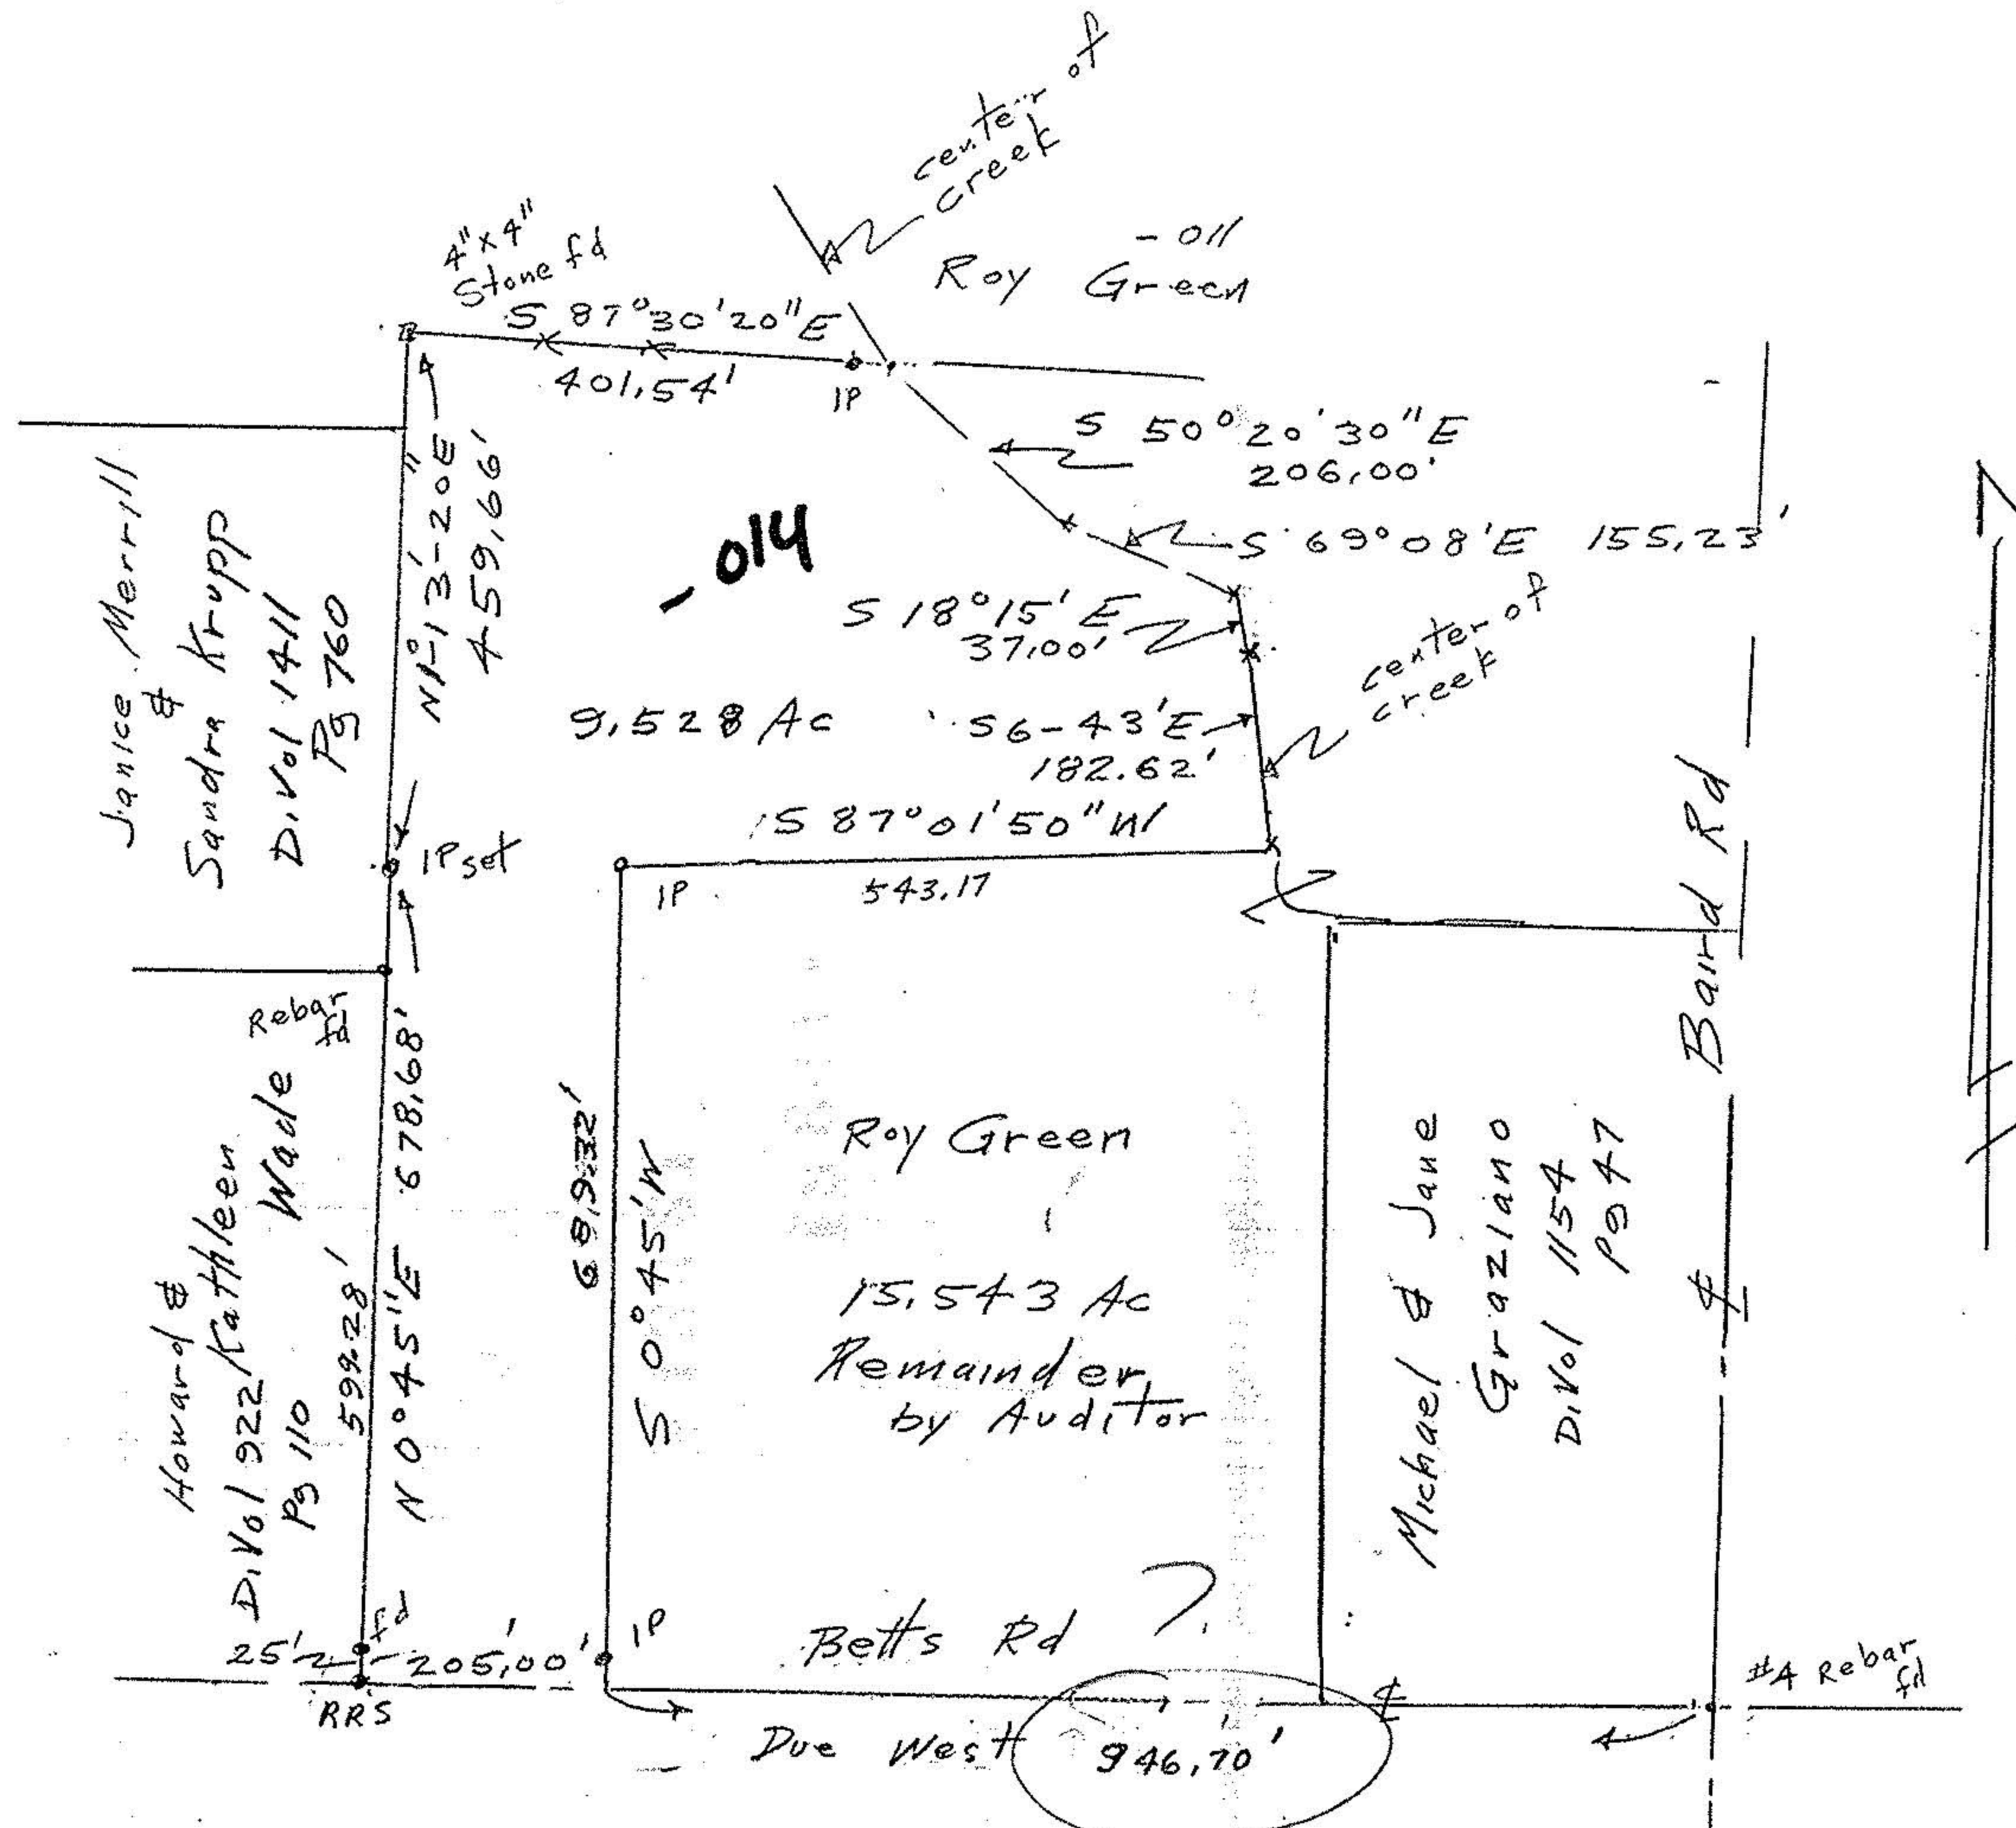 center of
creek
- 011
Roy Green
4"x4"
Stone fd
S 87°30'20"E
401.54'
IP
S 50°20'30"E
206.00'
S 69°08'E 155.23'
- 014
S 18°15'E
37.00'
center of
creek
9.528 Ac
S6-43'E
182.62'
S 87°01'50"W
543.17
IP
IP set
N1°-13'-20"E
459.66'
Janice Merrill
&
Sandra Krupp
D.Vol 1411
Pg 760
Rebar
fd
Howard &
Kathleen
Wade
D.Vol 922
Pg 110
599.28'
N 0°45"E 678.68'
S 0°45'W
Roy Green
15.543 Ac
Remainder
by Auditor
Michael & Jane
Graziano
D.Vol 1154
Pg 47
Baird Rd
℄
fd
25'
205.00'
IP
RRS
Betts Rd
?
℄
#4 Rebar
fd
Due West
946.70'